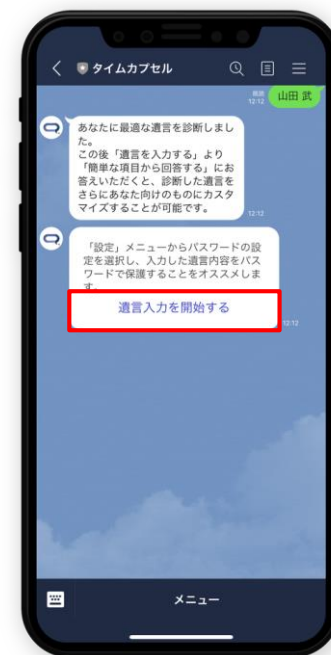 タイムカプセル
既読
12:12
山田 武
あなたに最適な遺言を診断しまし
た。
この後「遺言を入力する」より
「簡単な項目から回答する」にお
答えいただくと、診断した遺言を
さらにあなた向けのものにカスタ
マイズすることが可能です。
12:12
「設定」メニューからパスワードの設
定を選択し、入力した遺言内容をパス
ワードで保護することをオススメしま
す。
遺言入力を開始する
12:12
メニュー